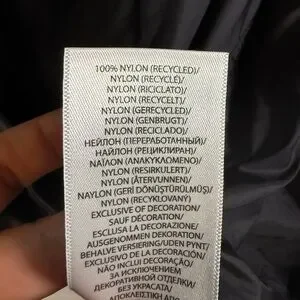 100% NYLON (RECYCLED)/
NYLON (RECYCLÉ)/
NYLON (RICICLATO)/
NYLON (RECYCELT)/
NYLON (GERECYCLED)/
NYLON (GENBRUGT)/
NYLON (RECICLADO)/
НЕЙЛОН (ПЕРЕРАБОТАННЫЙ)/
НАЙЛОН (РЕЦИКЛИРАН)/
ΝΑΪΛΟΝ (ΑΝΑΚΥΚΛΩΜΕΝΟ)/
NYLON (RESIRKULERT)/
NYLON (ÅTERVUNNEN)/
NAYLON (GERİ DÖNÜŞTÜRÜLMÜŞ)/
NYLON (RECYKLOVANÝ)
EXCLUSIVE OF DECORATION/
SAUF DÉCORATION/
ESCLUSA LA DECORAZIONE/
AUSGENOMMEN DEKORATION/
BEHALVE VERSIERING/UDEN PYNT/
EXCLUSIVO DE LA DECORACIÓN/
NÃO INCLUI DECORAÇÃO/
ЗА ИСКЛЮЧЕНИЕМ
ДЕКОРАТИВНОЙ ОТДЕЛКИ/
БЕЗ УКРАСАТА/